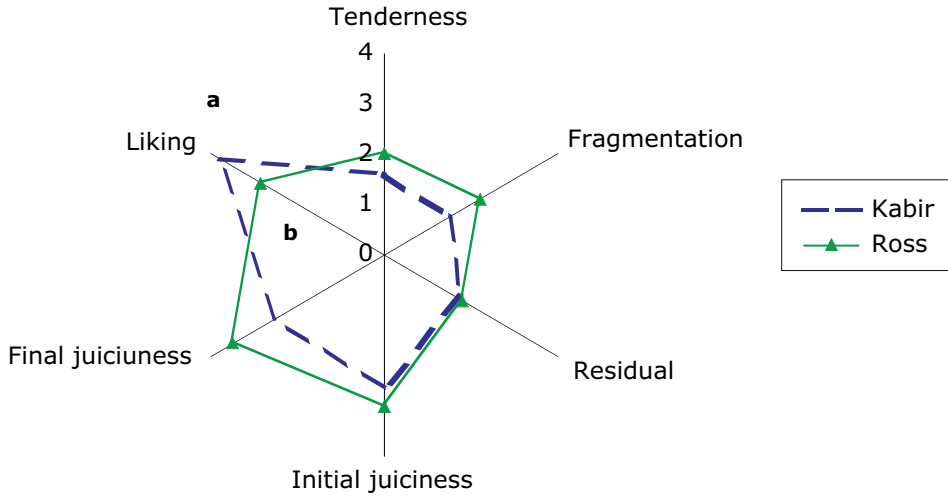 Tenderness
4
3
2
1
0
a
Liking
b
Fragmentation
Residual
Initial juiciness
Final juiciuness
Kabir
Ross